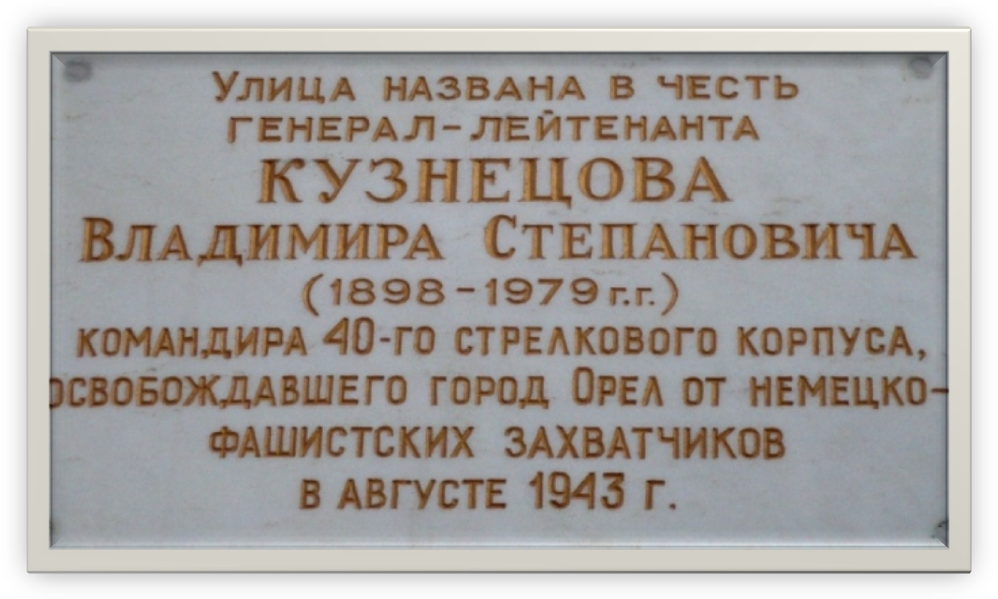 Улица названа в честь
генерал-лейтенанта
КУЗНЕЦОВА
Владимира Степановича
(1898-1979 г.г.)
командира 40-го стрелкового корпуса,
освобождавшего город Орел от немецко-
фашистских захватчиков
в августе 1943 г.